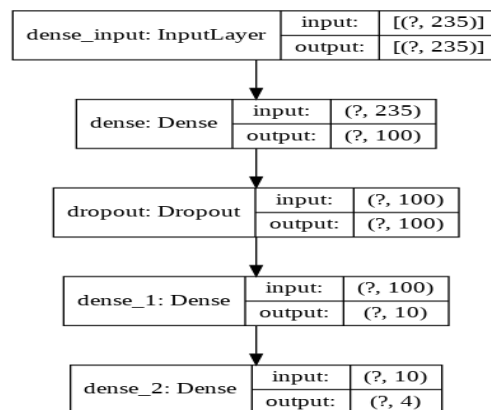 dense_input: InputLayer input: [(?, 235)]
output: [(?, 235)]
dense: Dense input: (?, 235)
output: (?, 100)
dropout: Dropout input: (?, 100)
output: (?, 100)
dense_1: Dense input: (?, 100)
output: (?, 10)
dense_2: Dense input: (?, 10)
output: (?, 4)